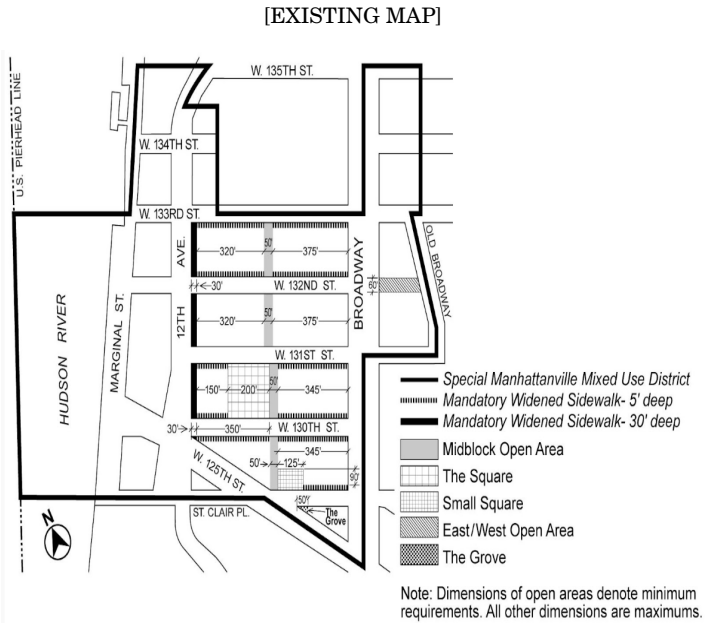 [EXISTING MAP]
W. 135TH ST.
U.S. PIERHEAD LINE
W. 134TH ST.
W. 133RD ST.
OLD BROADWAY
AVE.
50'
320'
375'
BROADWAY
60'
30'
W. 132ND ST.
HUDSON RIVER
MARGINAL ST.
12TH
50'
320'
375'
W. 131ST ST.
50'
150'
200'
345'
30'
350'
W. 130TH ST.
345'
50'
125'
90'
W. 125TH ST.
50'
The
Grove
ST. CLAIR PL.
N
Special Manhattanville Mixed Use District
Mandatory Widened Sidewalk- 5' deep
Mandatory Widened Sidewalk- 30' deep
Midblock Open Area
The Square
Small Square
East/West Open Area
The Grove
Note: Dimensions of open areas denote minimum
requirements. All other dimensions are maximums.